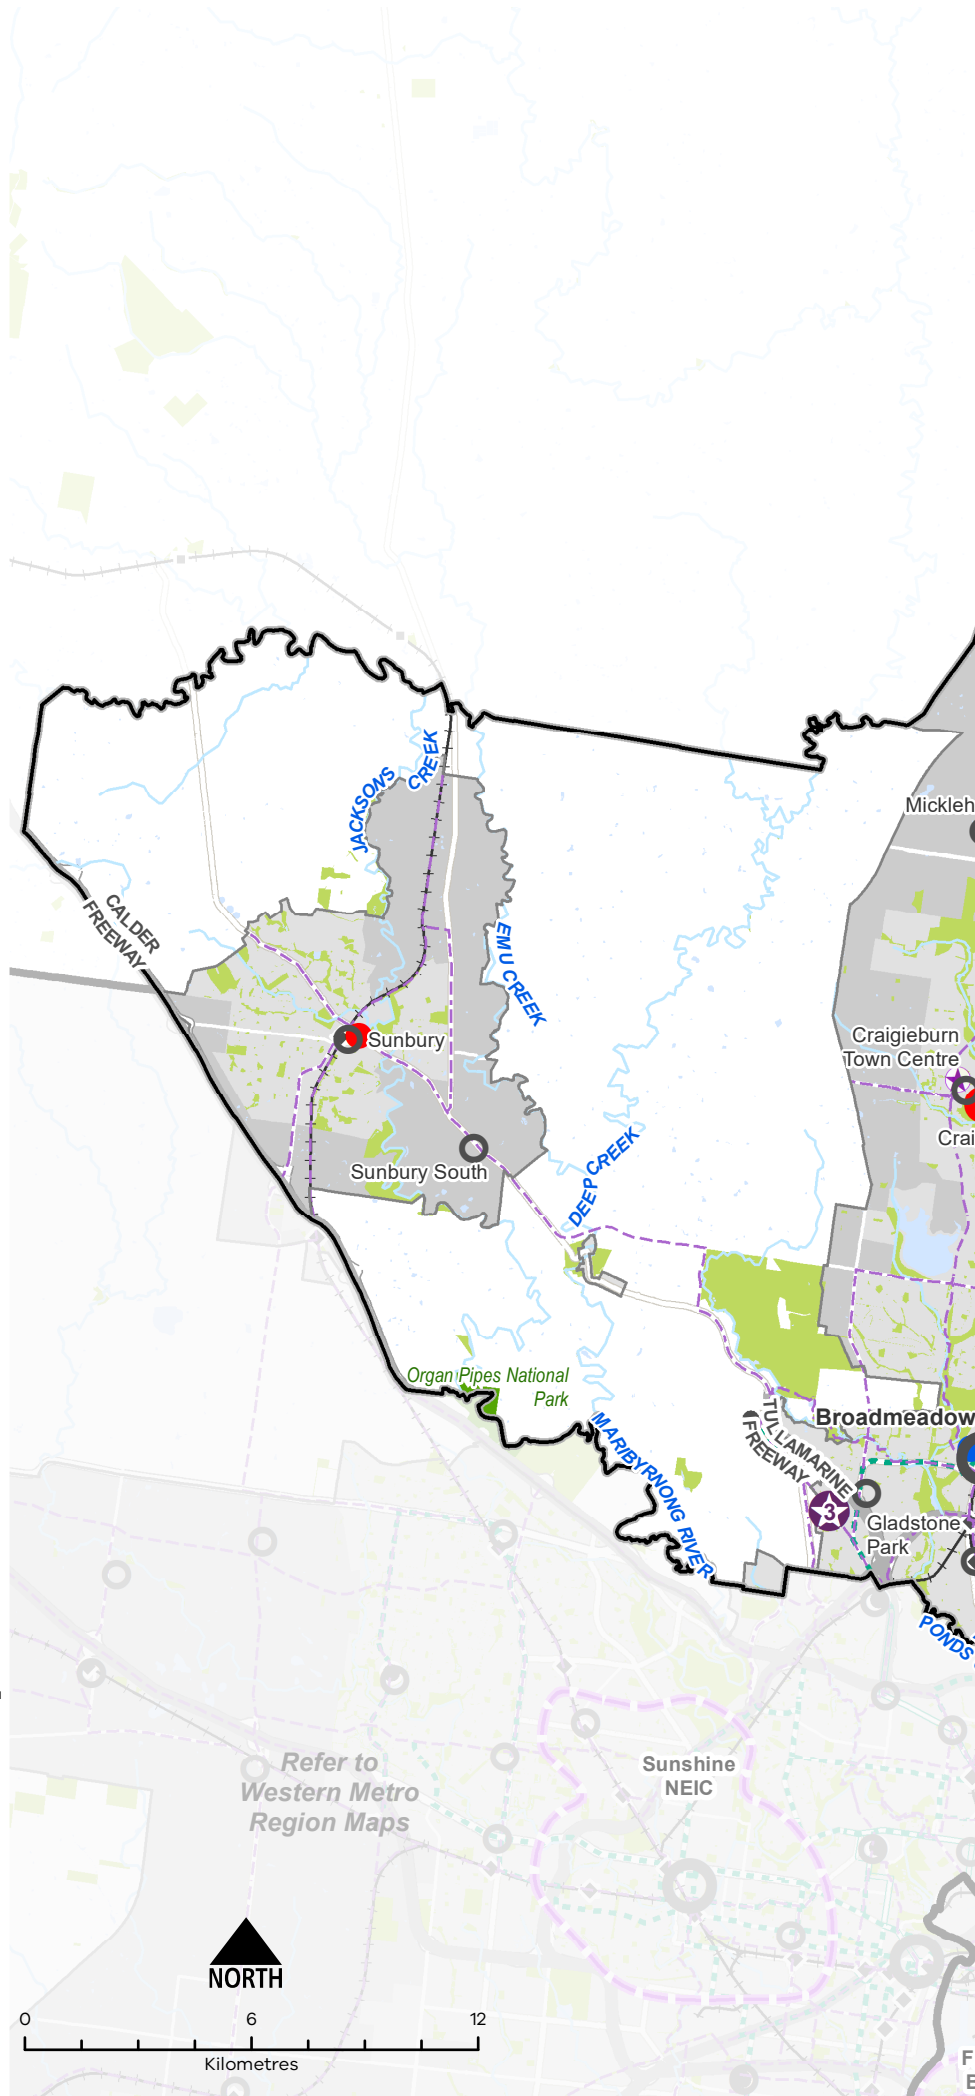 JACKSONS
CREEK
Mickleh
CALDER
FREEWAY
EMU CREEK
Sunbury
Craigieburn
Town Centre
Crai
Sunbury South
DEEP CREEK
Organ Pipes National
Park
MARIBYRNONG RIVER
TULLAMARINE
FREEWAY
Broadmeadow
3
Gladstone
Park
PONDS
Refer to
Western Metro
Region Maps
Sunshine
NEIC
NORTH
0 6 12
Kilometres
F
E